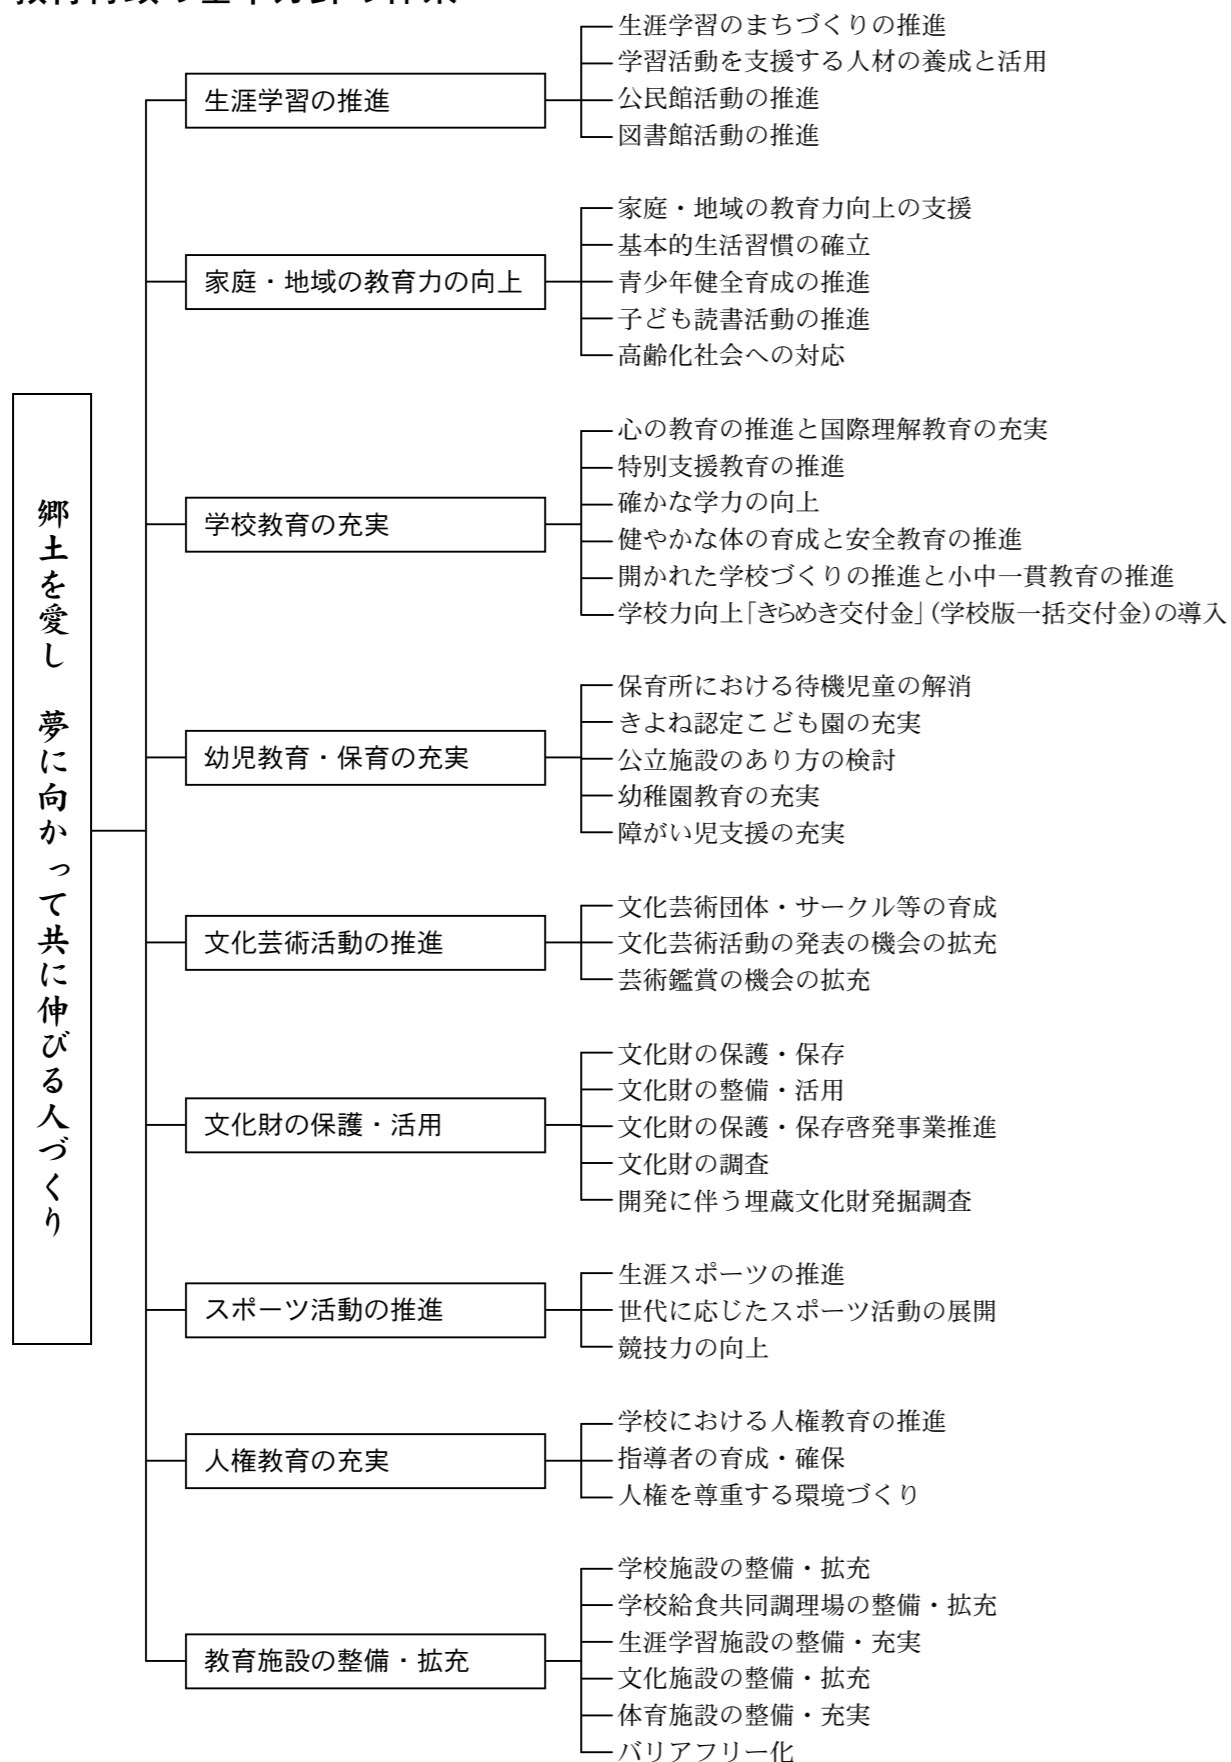 郷土を愛し　夢に向かって共に伸びる人づくり
生涯学習の推進
生涯学習のまちづくりの推進
学習活動を支援する人材の養成と活用
公民館活動の推進
図書館活動の推進
家庭・地域の教育力の向上
家庭・地域の教育力向上の支援
基本的生活習慣の確立
青少年健全育成の推進
子ども読書活動の推進
高齢化社会への対応
学校教育の充実
心の教育の推進と国際理解教育の充実
特別支援教育の推進
確かな学力の向上
健やかな体の育成と安全教育の推進
開かれた学校づくりの推進と小中一貫教育の推進
学校力向上「きらめき交付金」（学校版一括交付金）の導入
幼児教育・保育の充実
保育所における待機児童の解消
きよね認定こども園の充実
公立施設のあり方の検討
幼稚園教育の充実
障がい児支援の充実
文化芸術活動の推進
文化芸術団体・サークル等の育成
文化芸術活動の発表の機会の拡充
芸術鑑賞の機会の拡充
文化財の保護・活用
文化財の保護・保存
文化財の整備・活用
文化財の保護・保存啓発事業推進
文化財の調査
開発に伴う埋蔵文化財発掘調査
スポーツ活動の推進
生涯スポーツの推進
世代に応じたスポーツ活動の展開
競技力の向上
人権教育の充実
学校における人権教育の推進
指導者の育成・確保
人権を尊重する環境づくり
教育施設の整備・拡充
学校施設の整備・拡充
学校給食共同調理場の整備・拡充
生涯学習施設の整備・充実
文化施設の整備・拡充
体育施設の整備・充実
バリアフリー化